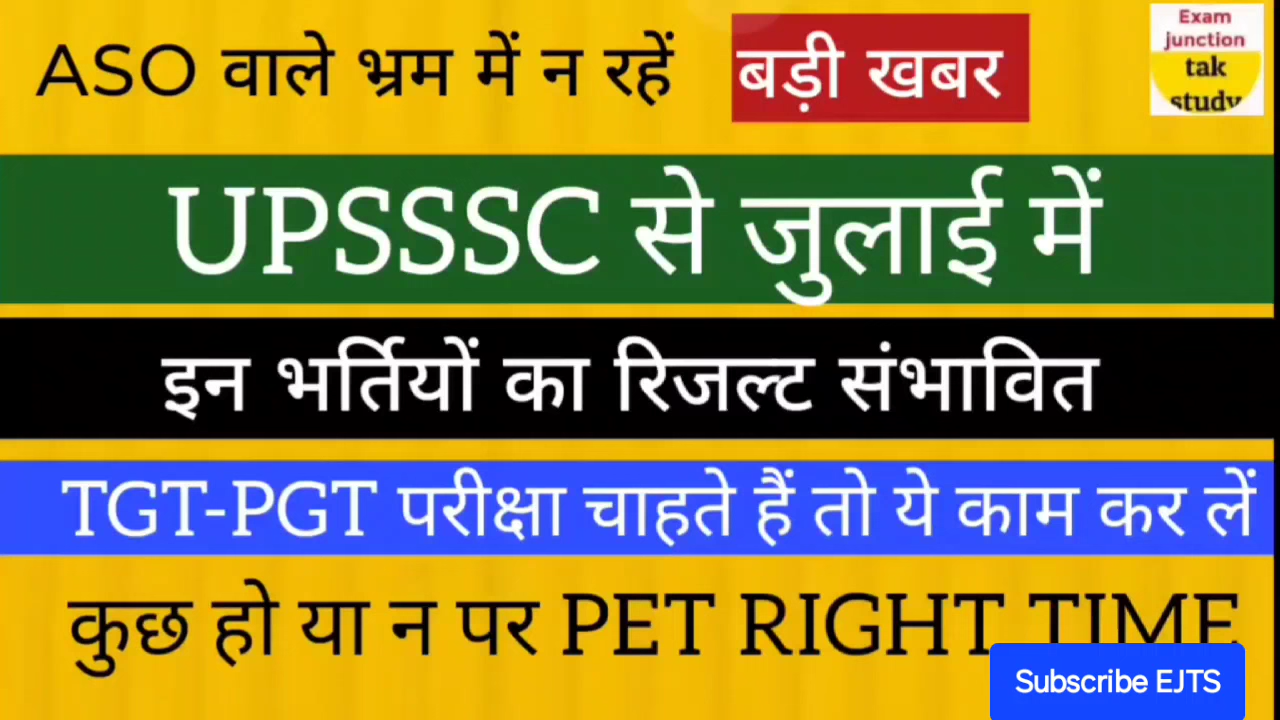 ASO वाले भ्रम में न रहें
बड़ी खबर
Exam
junction
tak
study
UPSSSC से जुलाई में
इन भर्तियों का रिजल्ट संभावित
TGT-PGT परीक्षा चाहते हैं तो ये काम कर लें
कुछ हो या न पर PET RIGHT TIME
Subscribe EJTS